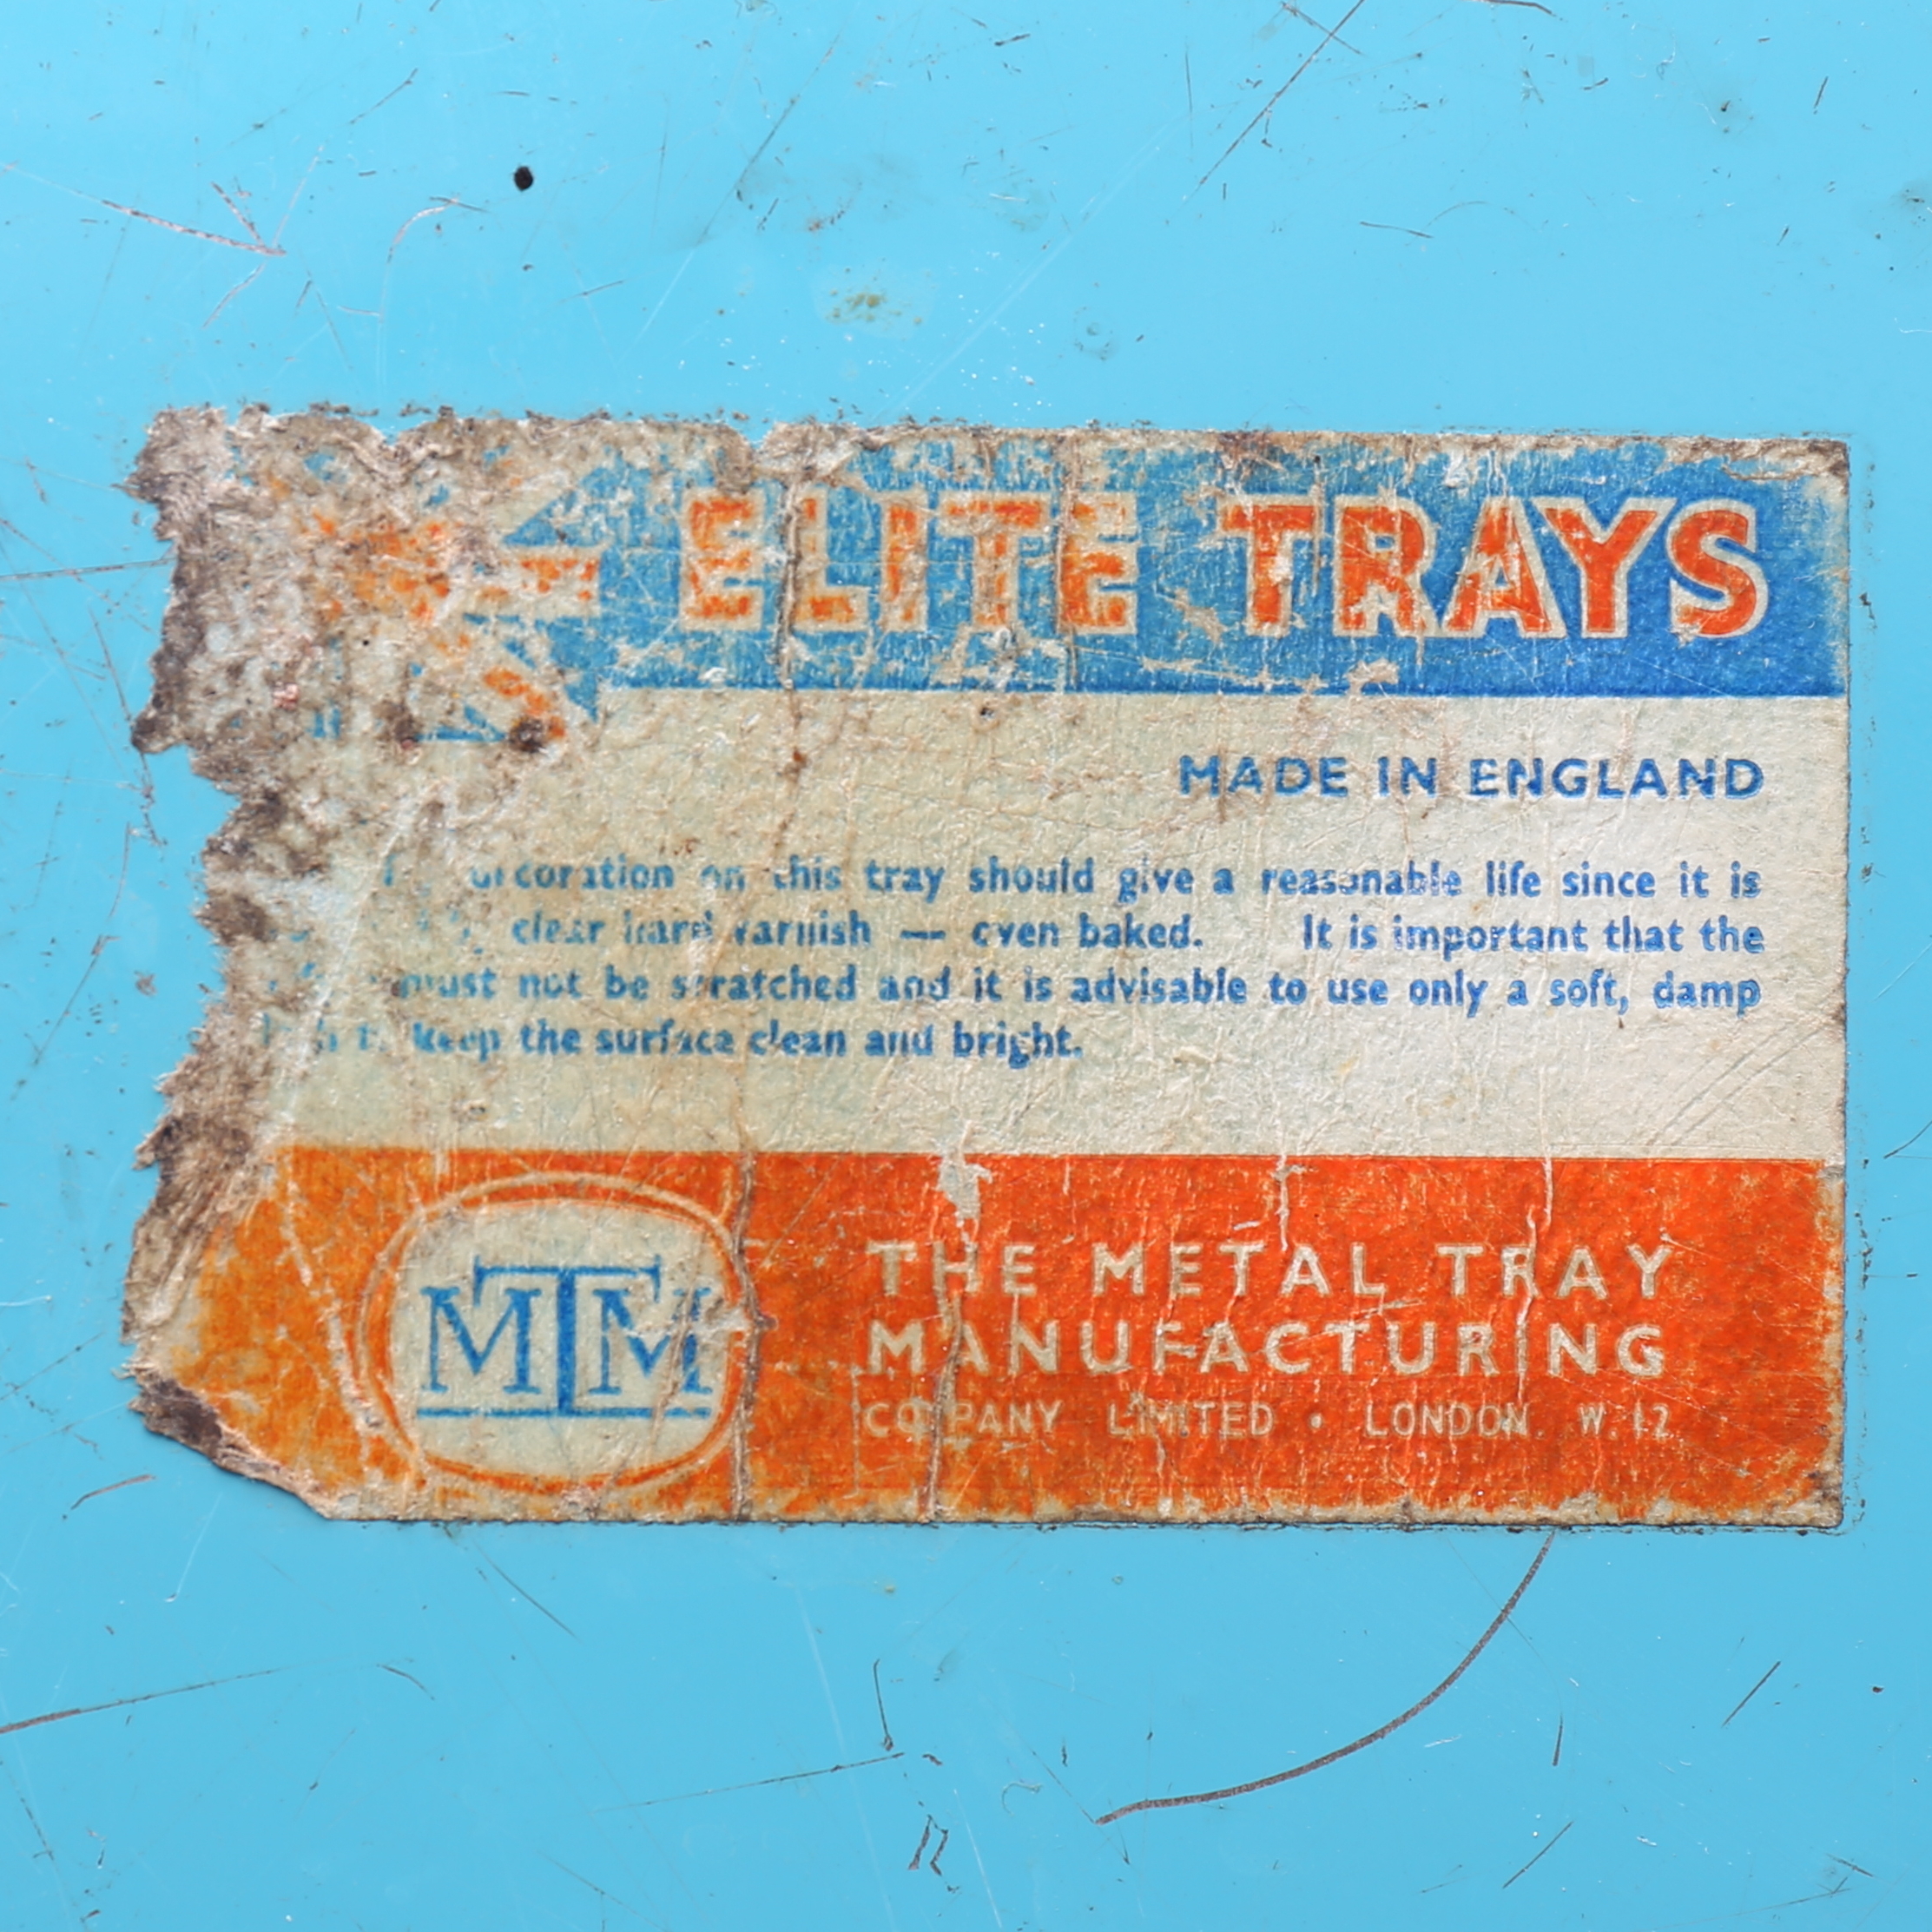 ELITE TRAYS
MADE IN ENGLAND
decoration on this tray should give a reasonable life since it is
clear hard varnish — even baked. It is important that the
must not be scratched and it is advisable to use only a soft, damp
keep the surface clean and bright.
MTM
THE METAL TRAY
MANUFACTURING
COMPANY LIMITED • LONDON. W.12